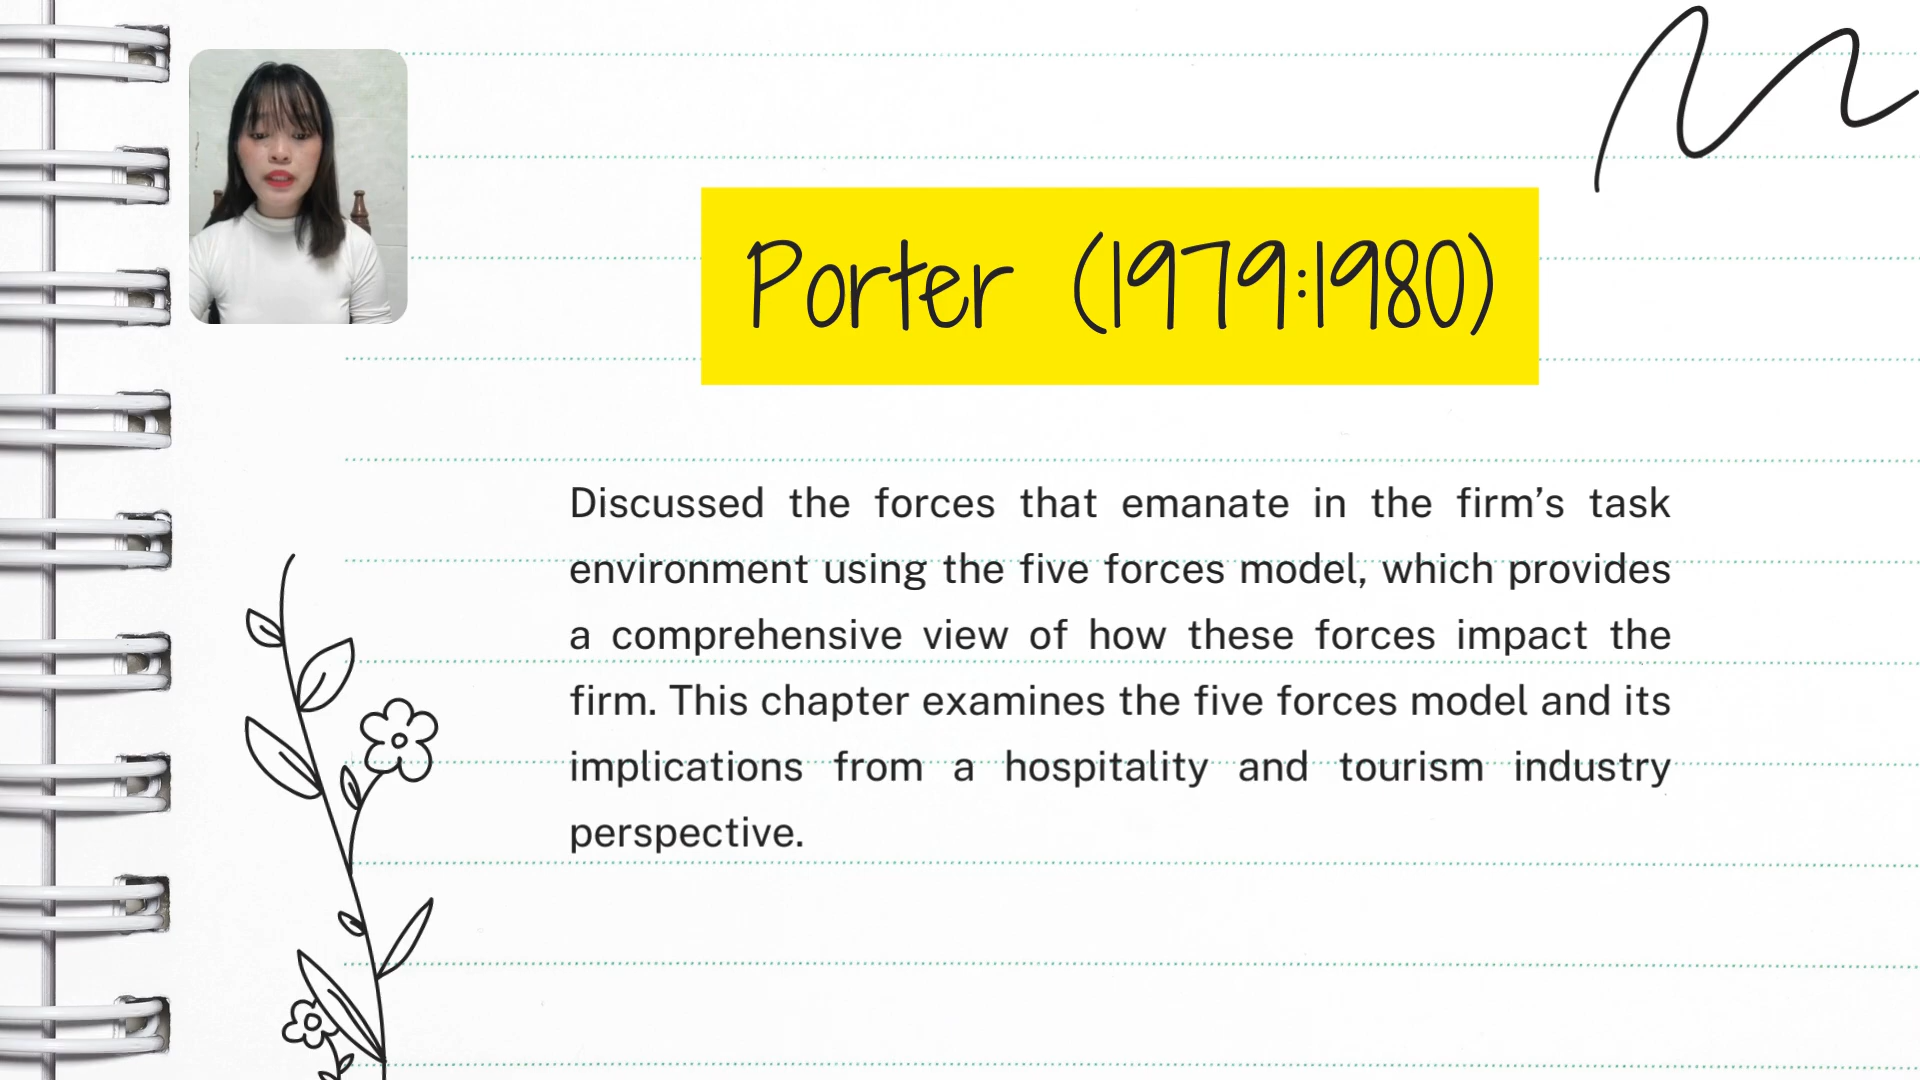 Porter (1979:1980)
Discussed the forces that emanate in the firm’s task
environment using the five forces model, which provides
a comprehensive view of how these forces impact the
firm. This chapter examines the five forces model and its
implications from a hospitality and tourism industry
perspective.